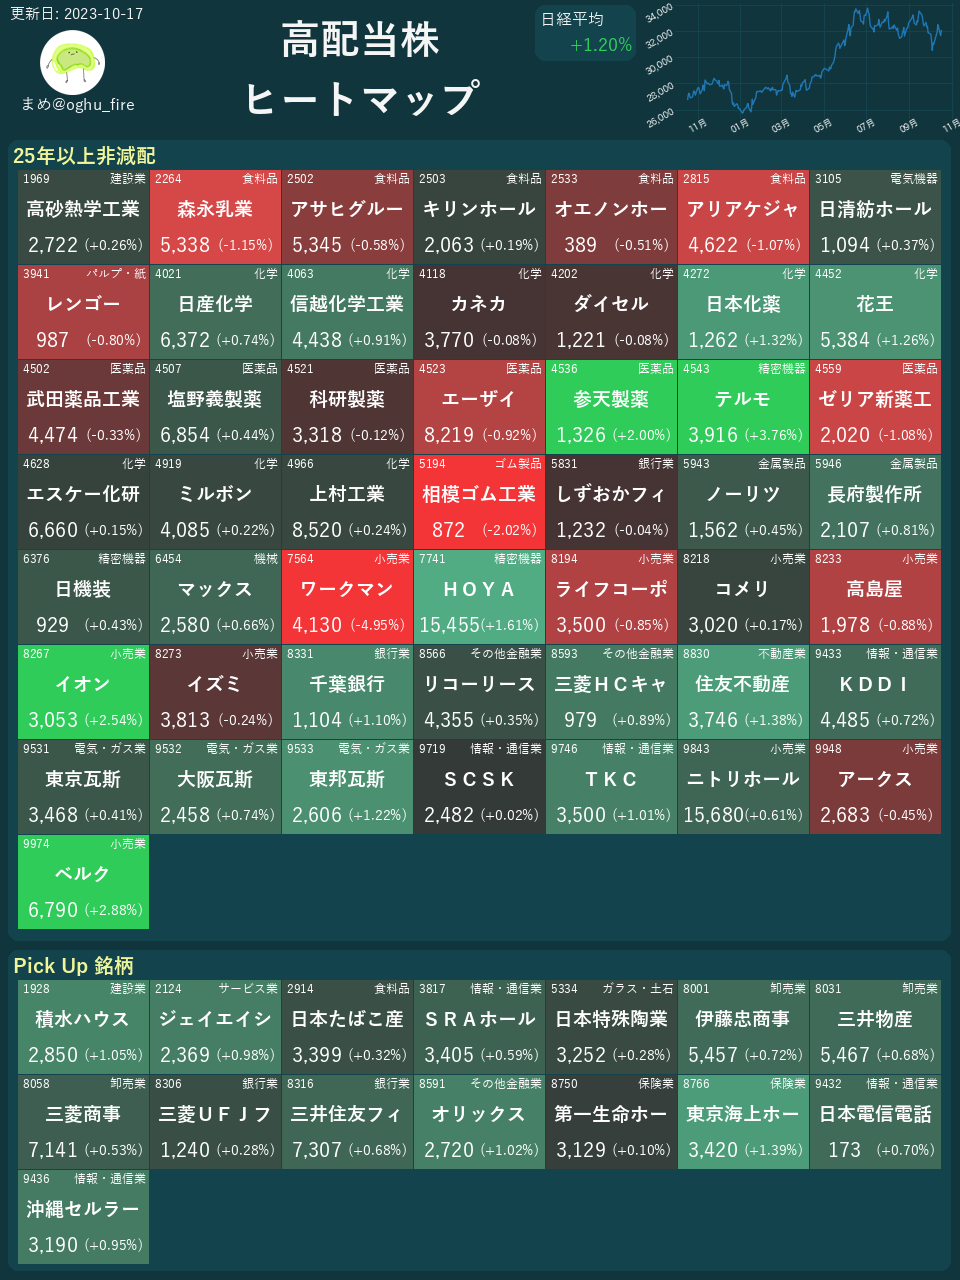 更新日: 2023-10-17
まめ@oghu_fire
高配当株
ヒートマップ
日経平均
+1.20%
34,000
32,000
30,000
28,000
26,000
11月 01月 03月 05月 07月 09月 11月
25年以上非減配
1969 建設業 2264 食料品 2502 食料品 2503 食料品 2533 食料品 2815 食料品 3105 電気機器
高砂熱学工業 森永乳業 アサヒグルー キリンホール オエノンホー アリアケジャ 日清紡ホール
2,722 (+0.26%) 5,338 (-1.15%) 5,345 (-0.58%) 2,063 (+0.19%) 389 (-0.51%) 4,622 (-1.07%) 1,094 (+0.37%)
3941 パルプ・紙 4021 化学 4063 化学 4118 化学 4202 化学 4272 化学 4452 化学
レンゴー 日産化学 信越化学工業 カネカ ダイセル 日本化薬 花王
987 (-0.80%) 6,372 (+0.74%) 4,438 (+0.91%) 3,770 (-0.08%) 1,221 (-0.08%) 1,262 (+1.32%) 5,384 (+1.26%)
4502 医薬品 4507 医薬品 4521 医薬品 4523 医薬品 4536 医薬品 4543 精密機器 4559 医薬品
武田薬品工業 塩野義製薬 科研製薬 エーザイ 参天製薬 テルモ ゼリア新薬工
4,474 (-0.33%) 6,854 (+0.44%) 3,318 (-0.12%) 8,219 (-0.92%) 1,326 (+2.00%) 3,916 (+3.76%) 2,020 (-1.08%)
4628 化学 4919 化学 4966 化学 5194 ゴム製品 5831 銀行業 5943 金属製品 5946 金属製品
エスケー化研 ミルボン 上村工業 相模ゴム工業 しずおかフィ ノーリツ 長府製作所
6,660 (+0.15%) 4,085 (+0.22%) 8,520 (+0.24%) 872 (-2.02%) 1,232 (-0.04%) 1,562 (+0.45%) 2,107 (+0.81%)
6376 精密機器 6454 機械 7564 小売業 7741 精密機器 8194 小売業 8218 小売業 8233 小売業
日機装 マックス ワークマン ＨＯＹＡ ライフコーポ コメリ 高島屋
929 (+0.43%) 2,580 (+0.66%) 4,130 (-4.95%) 15,455(+1.61%) 3,500 (-0.85%) 3,020 (+0.17%) 1,978 (-0.88%)
8267 小売業 8273 小売業 8331 銀行業 8566 その他金融業 8593 その他金融業 8830 不動産業 9433 情報・通信業
イオン イズミ 千葉銀行 リコーリース 三菱ＨＣキャ 住友不動産 ＫＤＤＩ
3,053 (+2.54%) 3,813 (-0.24%) 1,104 (+1.10%) 4,355 (+0.35%) 979 (+0.89%) 3,746 (+1.38%) 4,485 (+0.72%)
9531 電気・ガス業 9532 電気・ガス業 9533 電気・ガス業 9719 情報・通信業 9746 情報・通信業 9843 小売業 9948 小売業
東京瓦斯 大阪瓦斯 東邦瓦斯 ＳＣＳＫ ＴＫＣ ニトリホール アークス
3,468 (+0.41%) 2,458 (+0.74%) 2,606 (+1.22%) 2,482 (+0.02%) 3,500 (+1.01%) 15,680(+0.61%) 2,683 (-0.45%)
9974 小売業
ベルク
6,790 (+2.88%)
Pick Up 銘柄
1928 建設業 2124 サービス業 2914 食料品 3817 情報・通信業 5334 ガラス・土石 8001 卸売業 8031 卸売業
積水ハウス ジェイエイシ 日本たばこ産 ＳＲＡホール 日本特殊陶業 伊藤忠商事 三井物産
2,850 (+1.05%) 2,369 (+0.98%) 3,399 (+0.32%) 3,405 (+0.59%) 3,252 (+0.28%) 5,457 (+0.72%) 5,467 (+0.68%)
8058 卸売業 8306 銀行業 8316 銀行業 8591 その他金融業 8750 保険業 8766 保険業 9432 情報・通信業
三菱商事 三菱ＵＦＪフ 三井住友フィ オリックス 第一生命ホー 東京海上ホー 日本電信電話
7,141 (+0.53%) 1,240 (+0.28%) 7,307 (+0.68%) 2,720 (+1.02%) 3,129 (+0.10%) 3,420 (+1.39%) 173 (+0.70%)
9436 情報・通信業
沖縄セルラー
3,190 (+0.95%)